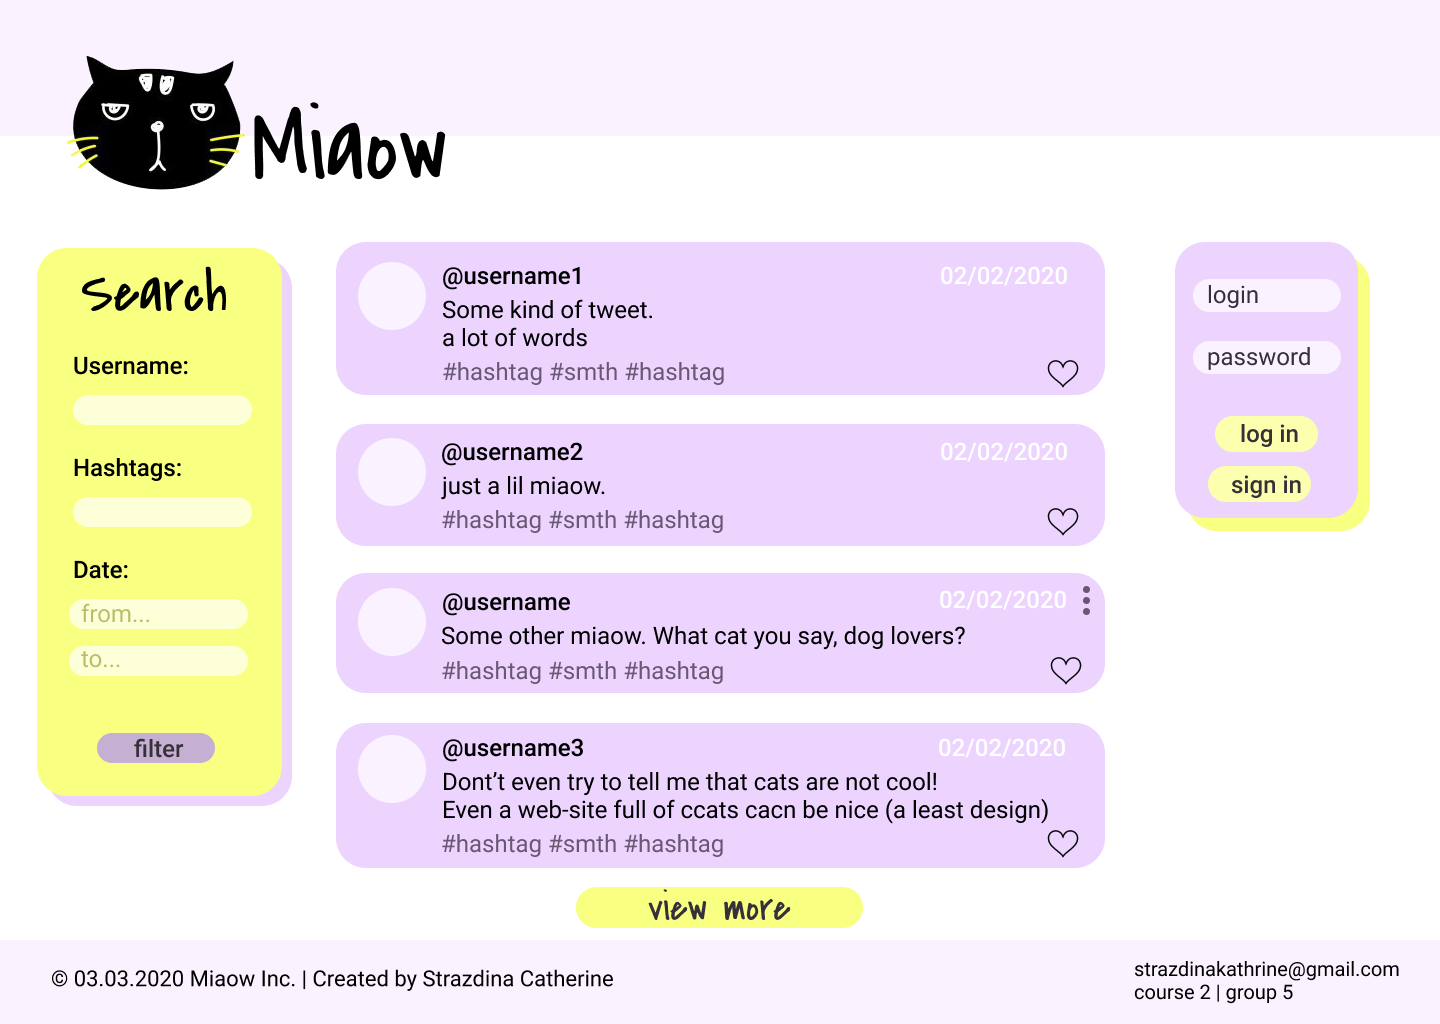 Miaow
Search
Username:
Hashtags:
Date:
from...
to...
filter
@username1 02/02/2020
Some kind of tweet.
a lot of words
#hashtag #smth #hashtag
@username2 02/02/2020
just a lil miaow.
#hashtag #smth #hashtag
@username 02/02/2020
Some other miaow. What cat you say, dog lovers?
#hashtag #smth #hashtag
@username3 02/02/2020
Dont’t even try to tell me that cats are not cool!
Even a web-site full of ccats cacn be nice (a least design)
#hashtag #smth #hashtag
view more
login
password
log in
sign in
© 03.03.2020 Miaow Inc. | Created by Strazdina Catherine
strazdinakathrine@gmail.com
course 2 | group 5